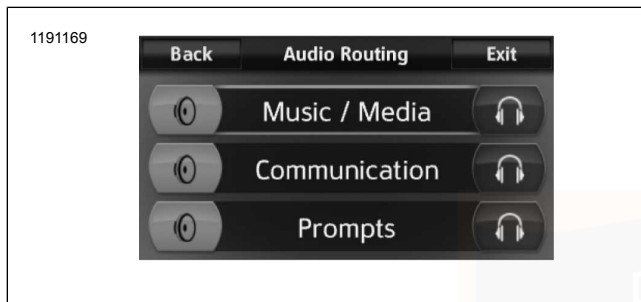 1191169
Back Audio Routing Exit
Music / Media
Communication
Prompts